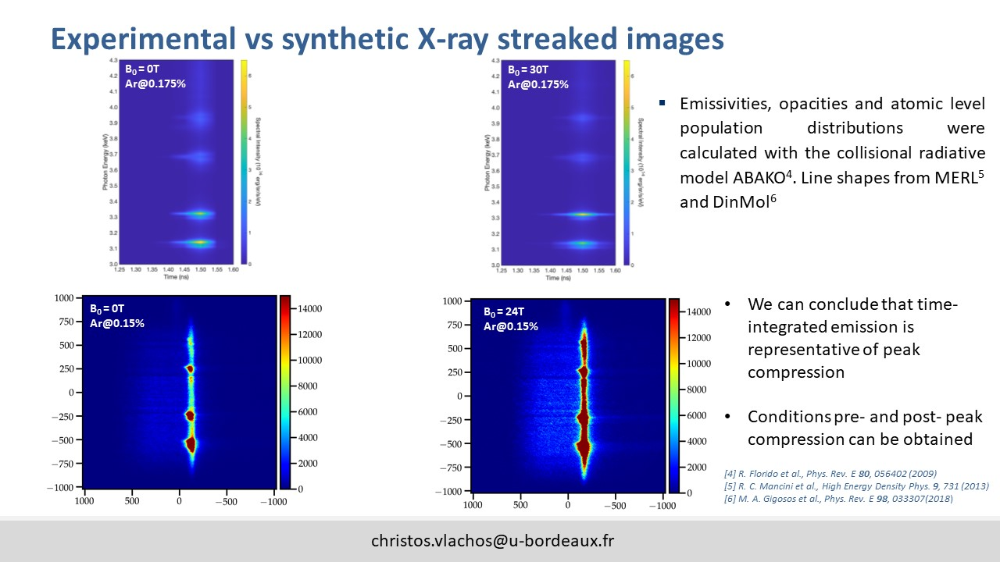 Experimental vs synthetic X-ray streaked images
B0 = 0T
Ar@0.175%
4.3
4.2
4.1
4.0
3.9
3.8
3.7
3.6
3.5
3.4
3.3
3.2
3.1
3.0
Photon Energy (keV)
1.25 1.30 1.35 1.40 1.45 1.50 1.55 1.60
Time (ns)
6
5
4
3
2
1
0
B0 = 30T
Ar@0.175%
4.3
4.2
4.1
4.0
3.9
3.8
3.7
3.6
3.5
3.4
3.3
3.2
3.1
3.0
Photon Energy (keV)
1.25 1.30 1.35 1.40 1.45 1.50 1.55 1.60
Time (ns)
6
5
4
3
2
1
0
▪ Emissivities, opacities and atomic level
population distributions were
calculated with the collisional radiative
model ABAKO4. Line shapes from MERL5
and DinMol6
B0 = 0T
Ar@0.15%
1000
750
500
250
0
−250
−500
−750
−1000
1000 500 0 −500 −1000
14000
12000
10000
8000
6000
4000
2000
0
B0 = 24T
Ar@0.15%
1000
750
500
250
0
−250
−500
−750
−1000
1000 500 0 −500 −1000
14000
12000
10000
8000
6000
4000
2000
0
• We can conclude that time-
integrated emission is
representative of peak
compression
• Conditions pre- and post- peak
compression can be obtained
[4] R. Florido et al., Phys. Rev. E 80, 056402 (2009)
[5] R. C. Mancini et al., High Energy Density Phys. 9, 731 (2013)
[6] M. A. Gigosos et al., Phys. Rev. E 98, 033307(2018)
christos.vlachos@u-bordeaux.fr